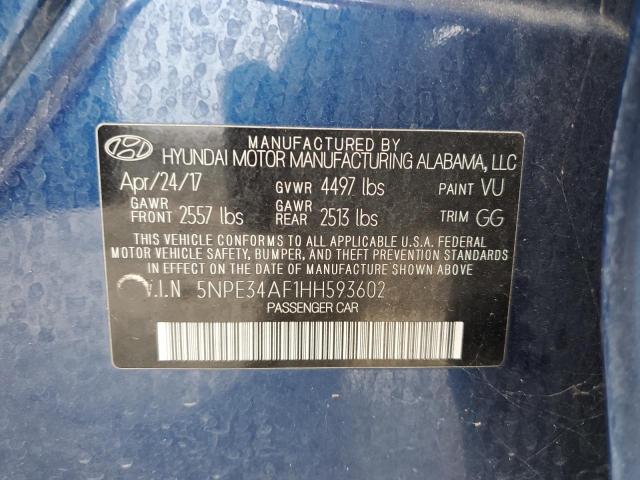 MANUFACTURED BY
HYUNDAI MOTOR MANUFACTURING ALABAMA, LLC
Apr/24/17 GVWR 4497 lbs PAINT VU
GAWR FRONT 2557 lbs GAWR REAR 2513 lbs TRIM GG
THIS VEHICLE CONFORMS TO ALL APPLICABLE U.S.A. FEDERAL
MOTOR VEHICLE SAFETY, BUMPER, AND THEFT PREVENTION STANDARDS
IN EFFECT ON THE DATE OF MANUFACTURE SHOWN ABOVE.
V.I.N 5NPE34AF1HH593602
PASSENGER CAR